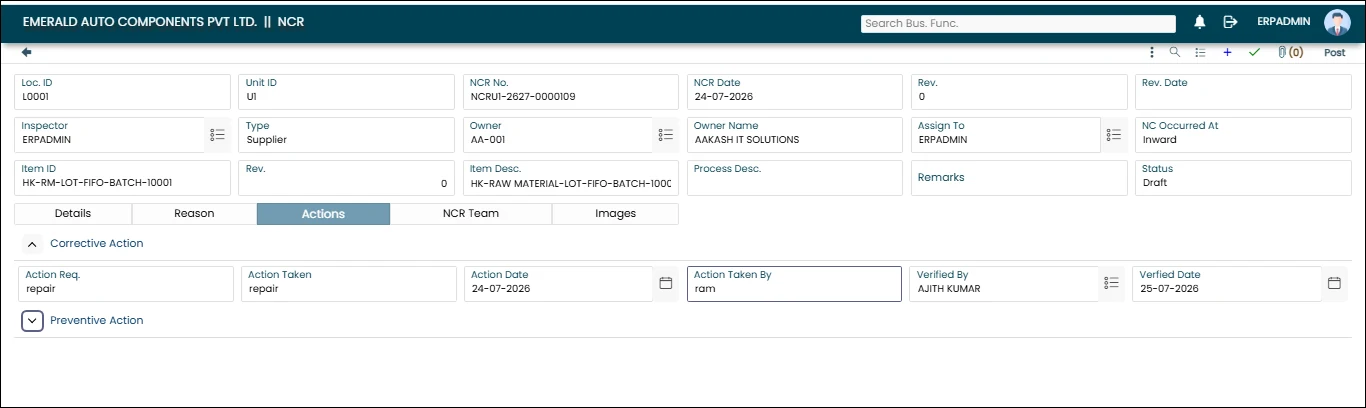 EMERALD AUTO COMPONENTS PVT LTD. || NCR
Search Bus. Func.
ERPADMIN
(0)
Post
Loc. ID
L0001
Unit ID
U1
NCR No.
NCRU1-2627-0000109
NCR Date
24-07-2026
Rev.
0
Rev. Date
Inspector
ERPADMIN
Type
Supplier
Owner
AA-001
Owner Name
AAKASH IT SOLUTIONS
Assign To
ERPADMIN
NC Occurred At
Inward
Item ID
HK-RM-LOT-FIFO-BATCH-10001
Rev.
0
Item Desc.
HK-RAW MATERIAL-LOT-FIFO-BATCH-1000
Process Desc.
Remarks
Status
Draft
Details
Reason
Actions
NCR Team
Images
Corrective Action
Action Req.
repair
Action Taken
repair
Action Date
24-07-2026
Action Taken By
ram
Verified By
AJITH KUMAR
Verfied Date
25-07-2026
Preventive Action